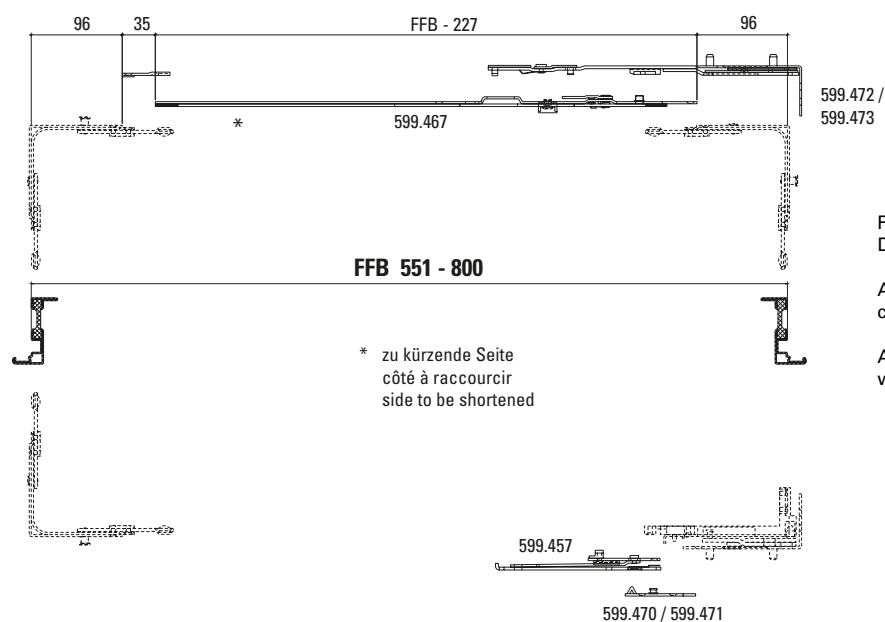 96 35 FFB - 227 96
599.472 /
599.473
599.467
*
F
D
FFB 551 - 800
A
c
A
v
* zu kürzende Seite
côté à raccourcir
side to be shortened
599.457
599.470 / 599.471